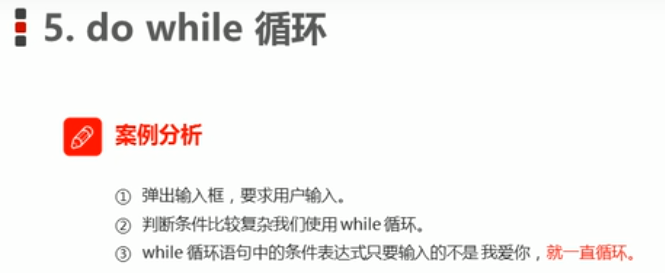 5. do while 循环
案例分析
① 弹出输入框，要求用户输入。
② 判断条件比较复杂我们使用 while 循环。
③ while 循环语句中的条件表达式只要输入的不是 我爱你，就一直循环。